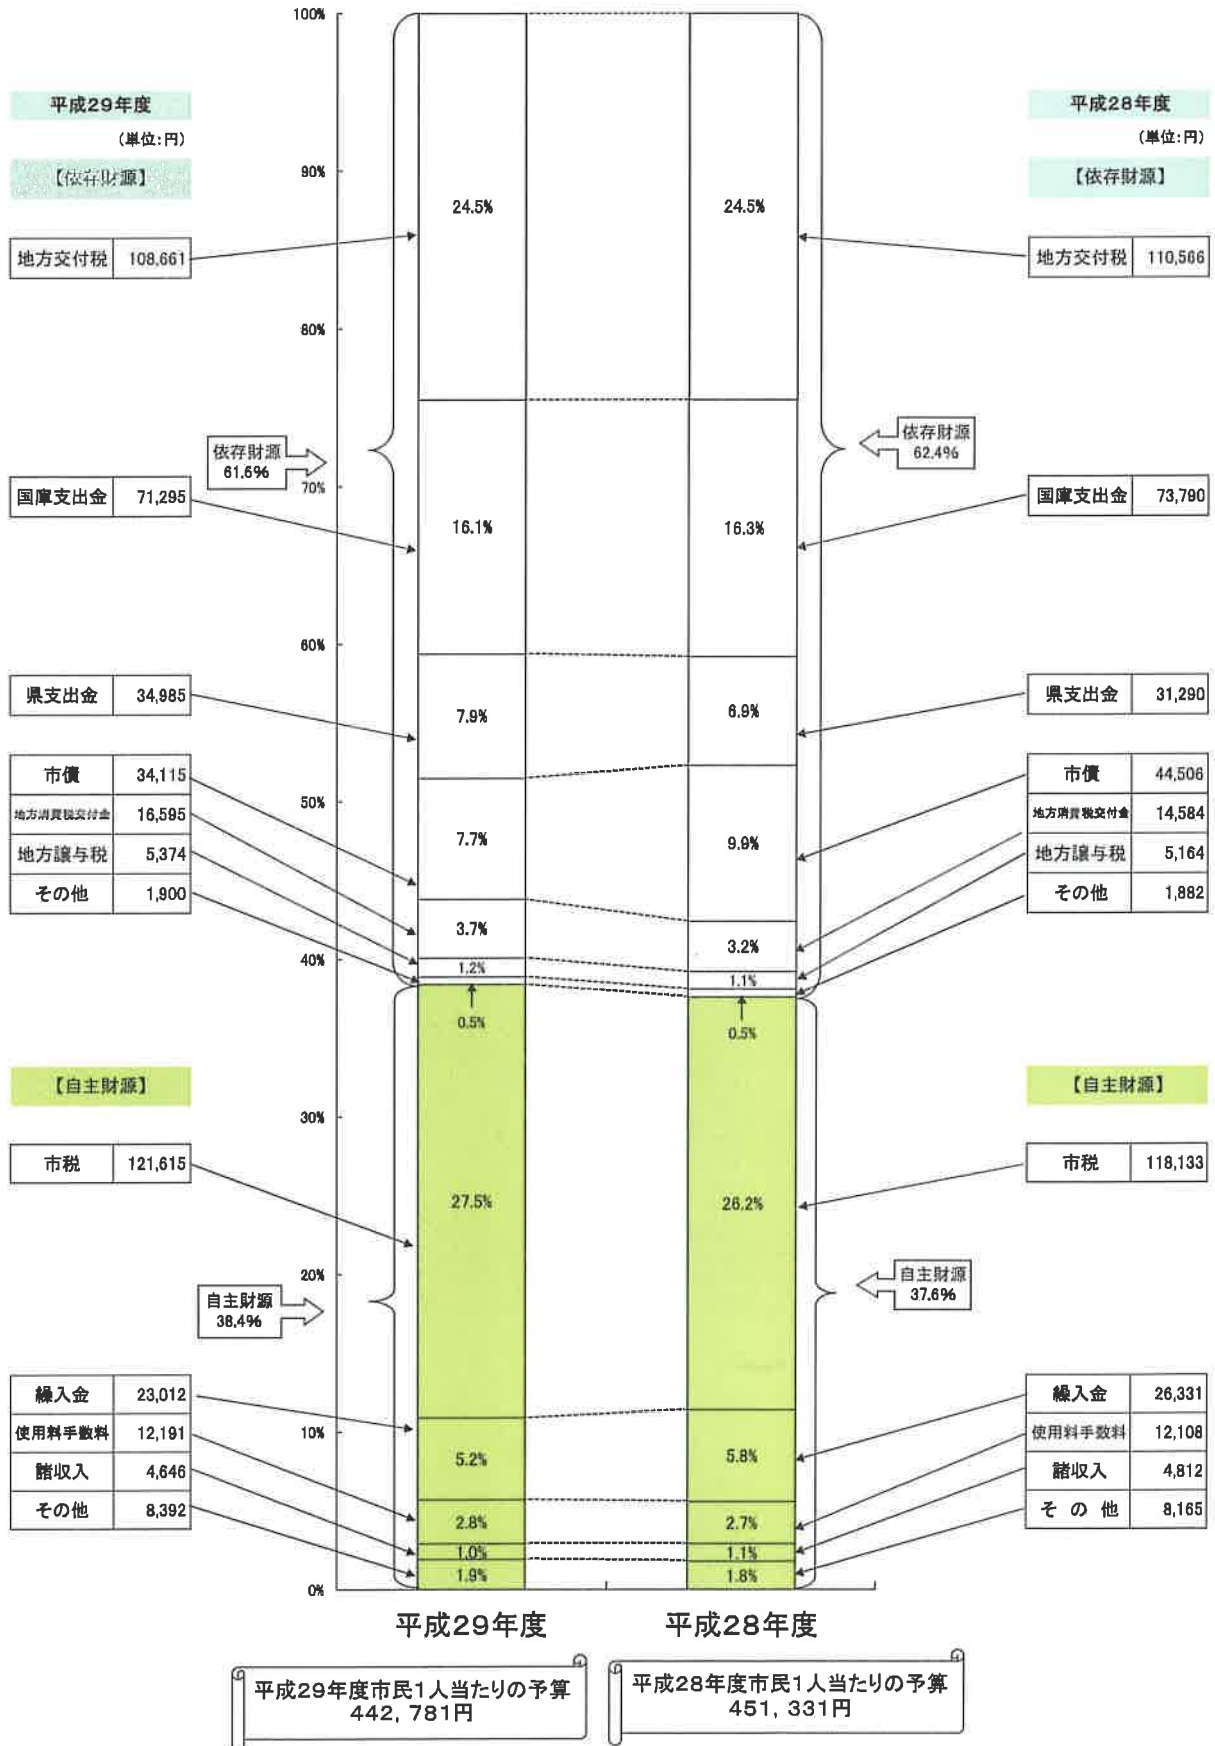 平成29年度
(単位:円)
【依存財源】
地方交付税 108,661
国庫支出金 71,295
県支出金 34,985
市債 34,115
地方消費税交付金 16,595
地方譲与税 5,374
その他 1,900
【自主財源】
市税 121,615
繰入金 23,012
使用料手数料 12,191
諸収入 4,646
その他 8,392
100%
90%
80%
70%
60%
50%
40%
30%
20%
10%
0%
依存財源
61.6%
自主財源
38.4%
24.5%
16.1%
7.9%
7.7%
3.7%
1.2%
0.5%
27.5%
5.2%
2.8%
1.0%
1.9%
平成29年度
24.5%
16.3%
6.9%
9.9%
3.2%
1.1%
0.5%
26.2%
5.8%
2.7%
1.1%
1.8%
平成28年度
依存財源
62.4%
自主財源
37.6%
平成28年度
(単位:円)
【依存財源】
地方交付税 110,566
国庫支出金 73,790
県支出金 31,290
市債 44,506
地方消費税交付金 14,584
地方譲与税 5,164
その他 1,882
【自主財源】
市税 118,133
繰入金 26,331
使用料手数料 12,108
諸収入 4,812
その他 8,165
平成29年度市民1人当たりの予算
442,781円
平成28年度市民1人当たりの予算
451,331円